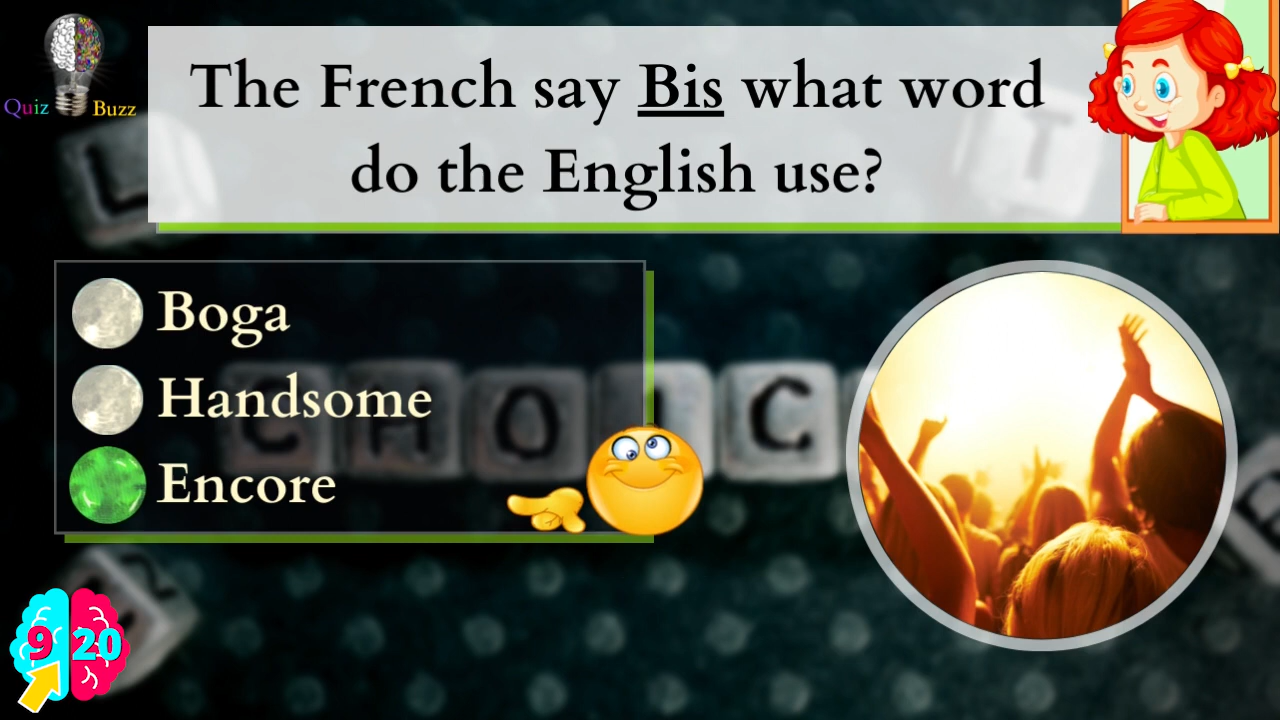 Quiz Buzz
The French say Bis what word
do the English use?
L
T
Boga
Handsome
Encore
C H O I C
9 20